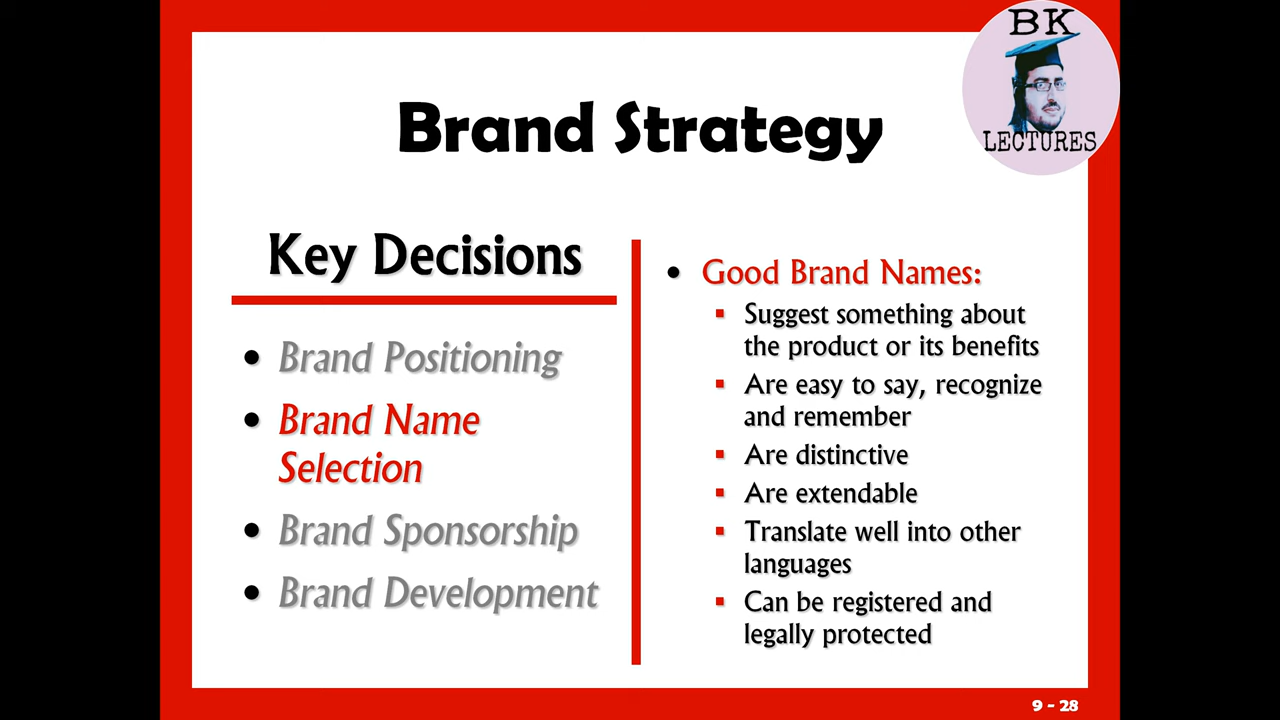 BK
LECTURES
Brand Strategy
Key Decisions
• Brand Positioning
• Brand Name
Selection
• Brand Sponsorship
• Brand Development
• Good Brand Names:
▪ Suggest something about
the product or its benefits
▪ Are easy to say, recognize
and remember
▪ Are distinctive
▪ Are extendable
▪ Translate well into other
languages
▪ Can be registered and
legally protected
9 - 28